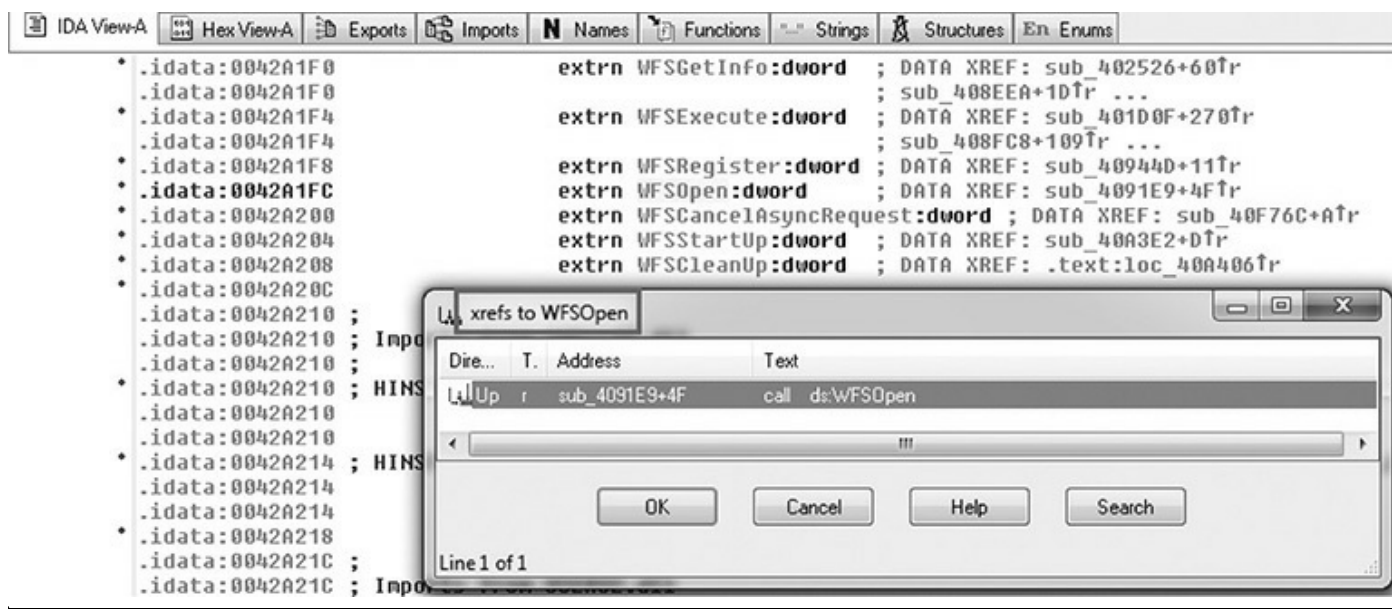 IDA View-A Hex View-A Exports Imports N Names Functions "..." Strings Structures En Enums
.idata:0042A1F0 extrn WFSGetInfo:dword ; DATA XREF: sub_402526+60↑r
.idata:0042A1F0 ; sub_408EEA+1D↑r ...
.idata:0042A1F4 extrn WFSExecute:dword ; DATA XREF: sub_401D0F+270↑r
.idata:0042A1F4 ; sub_408FC8+109↑r ...
.idata:0042A1F8 extrn WFSRegister:dword ; DATA XREF: sub_40944D+11↑r
.idata:0042A1FC extrn WFSOpen:dword ; DATA XREF: sub_4091E9+4F↑r
.idata:0042A200 extrn WFSCancelAsyncRequest:dword ; DATA XREF: sub_40F76C+A↑r
.idata:0042A204 extrn WFSStartUp:dword ; DATA XREF: sub_40A3E2+D↑r
.idata:0042A208 extrn WFSCleanUp:dword ; DATA XREF: .text:loc_40A406↑r
.idata:0042A20C
.idata:0042A210 ;
.idata:0042A210 ; Impo
.idata:0042A210 ;
.idata:0042A210 ; HINS
.idata:0042A210
.idata:0042A210
.idata:0042A214 ; HINS
.idata:0042A214
.idata:0042A214
.idata:0042A218
.idata:0042A21C ;
.idata:0042A21C ; Imports from
xrefs to WFSOpen
Dire... T. Address Text
Up r sub_4091E9+4F call ds:WFSOpen
OK Cancel Help Search
Line 1 of 1